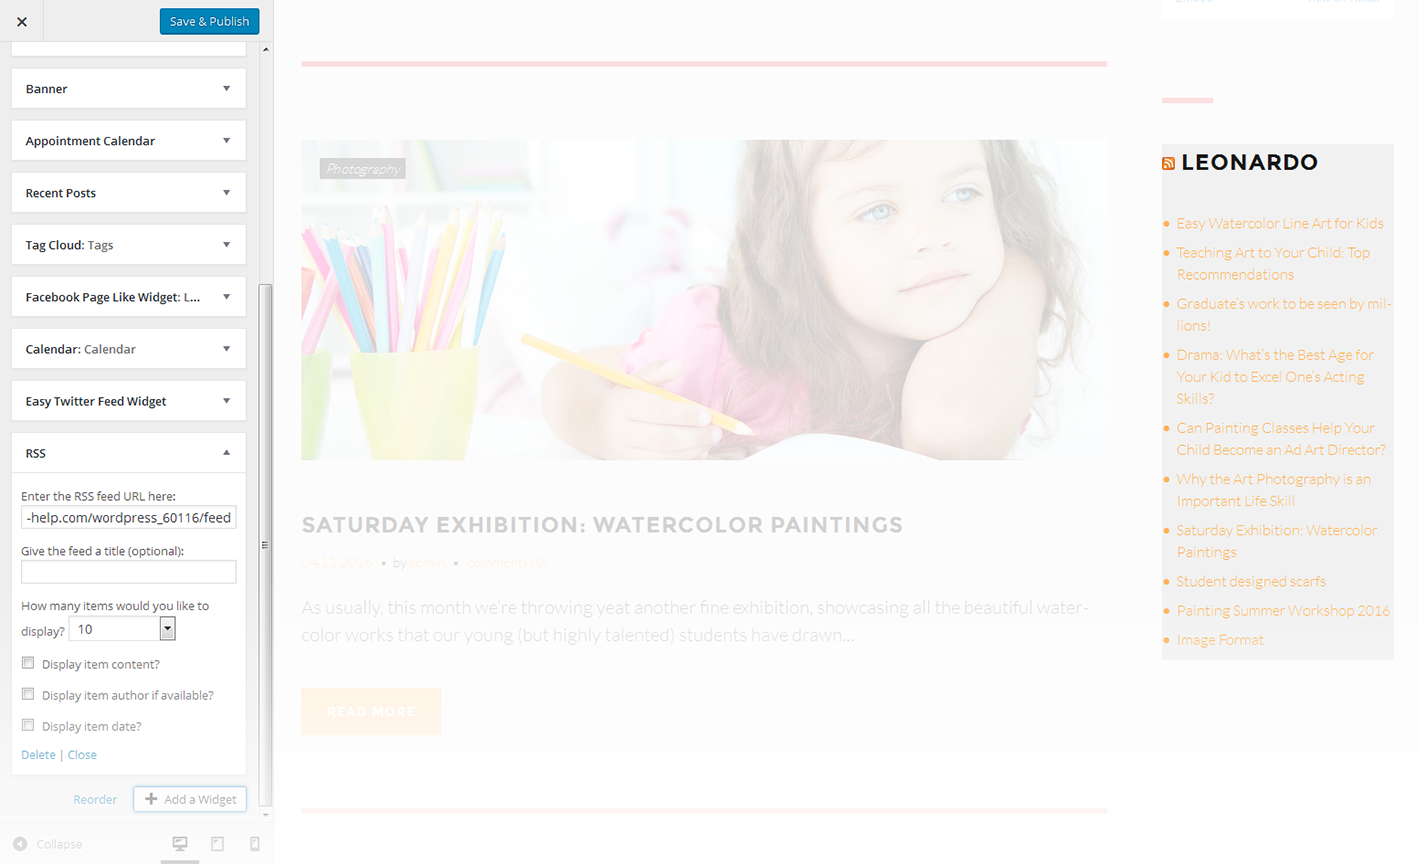 Save & Publish
Banner
Appointment Calendar
Recent Posts
Tag Cloud: Tags
Facebook Page Like Widget: L...
Calendar: Calendar
Easy Twitter Feed Widget
RSS
Enter the RSS feed URL here:
-help.com/wordpress_60116/feed
Give the feed a title (optional):
How many items would you like to
display? 10
Display item content?
Display item author if available?
Display item date?
Delete | Close
Reorder
Add a Widget
Collapse
Photography
SATURDAY EXHIBITION: WATERCOLOR PAINTINGS
04.11.2016 • by admin • comments (0)
As usually, this month we're throwing yeat another fine exhibition, showcasing all the beautiful water-
color works that our young (but highly talented) students have drawn...
READ MORE
LEONARDO
Easy Watercolor Line Art for Kids
Teaching Art to Your Child: Top
Recommendations
Graduate's work to be seen by mil-
lions!
Drama: What's the Best Age for
Your Kid to Excel One's Acting
Skills?
Can Painting Classes Help Your
Child Become an Ad Art Director?
Why the Art Photography is an
Important Life Skill
Saturday Exhibition: Watercolor
Paintings
Student designed scarfs
Painting Summer Workshop 2016
Image Format